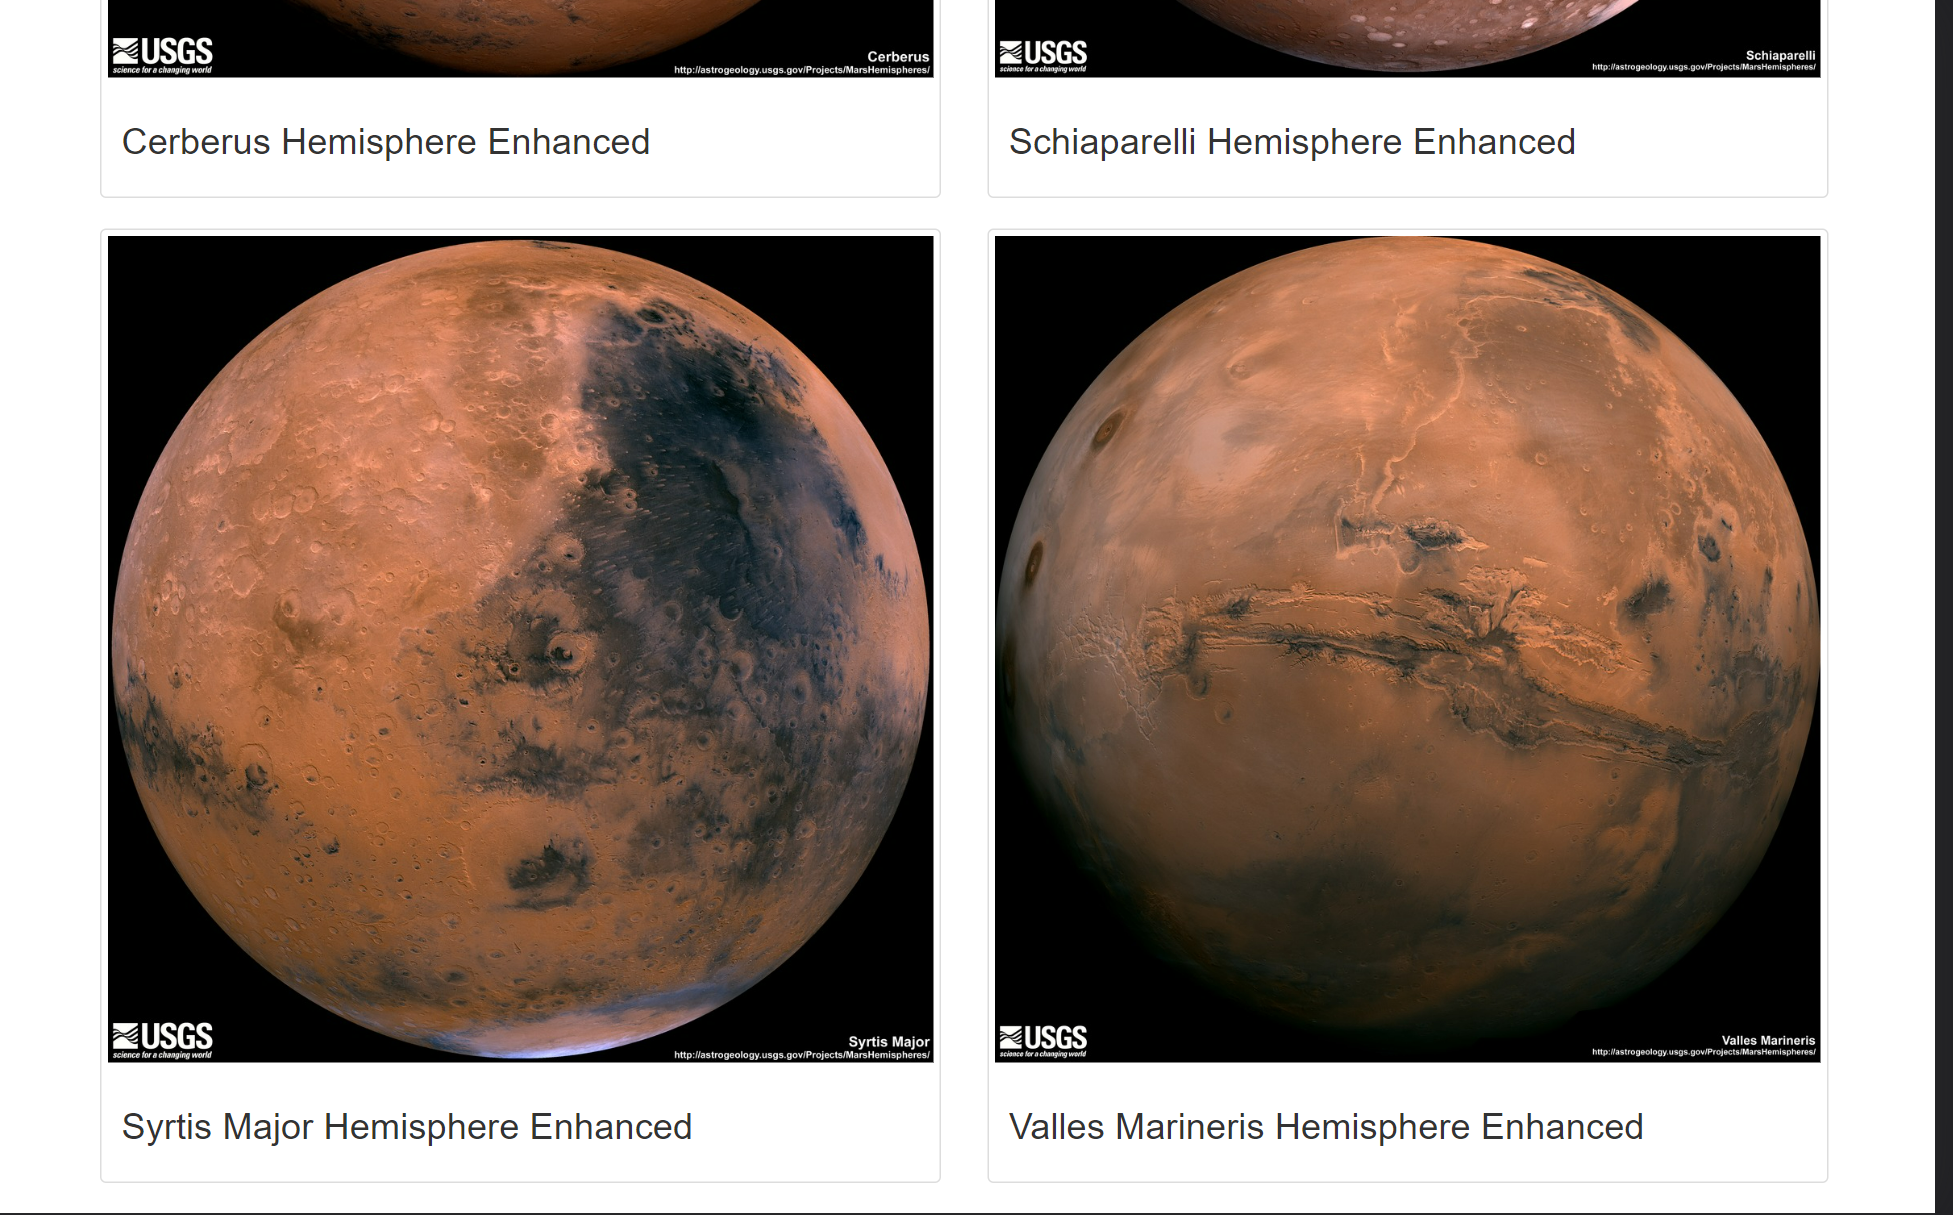 USGS
science for a changing world
Cerberus
http://astrogeology.usgs.gov/Projects/MarsHemispheres/
USGS
science for a changing world
Schiaparelli
http://astrogeology.usgs.gov/Projects/MarsHemispheres/
Cerberus Hemisphere Enhanced
Schiaparelli Hemisphere Enhanced
USGS
science for a changing world
Syrtis Major
http://astrogeology.usgs.gov/Projects/MarsHemispheres/
USGS
science for a changing world
Valles Marineris
http://astrogeology.usgs.gov/Projects/MarsHemispheres/
Syrtis Major Hemisphere Enhanced
Valles Marineris Hemisphere Enhanced